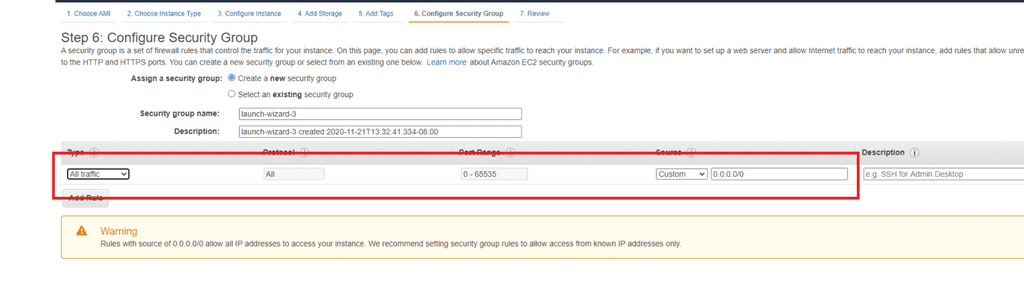 1. Choose AMI 2. Choose Instance Type 3. Configure Instance 4. Add Storage 5. Add Tags 6. Configure Security Group 7. Review
Step 6: Configure Security Group
A security group is a set of firewall rules that control the traffic for your instance. On this page, you can add rules to allow specific traffic to reach your instance. For example, if you want to set up a web server and allow Internet traffic to reach your instance, add rules that allow unre
to the HTTP and HTTPS ports. You can create a new security group or select from an existing one below. Learn more about Amazon EC2 security groups.
Assign a security group: Create a new security group
Select an existing security group
Security group name: launch-wizard-3
Description: launch-wizard-3 created 2020-11-21T13:32:41.334-08:00
Type i Protocol i Port Range i Source i Description i
All traffic All 0 - 65535 Custom 0.0.0.0/0 e.g. SSH for Admin Desktop
Add Rule
Warning
Rules with source of 0.0.0.0/0 allow all IP addresses to access your instance. We recommend setting security group rules to allow access from known IP addresses only.